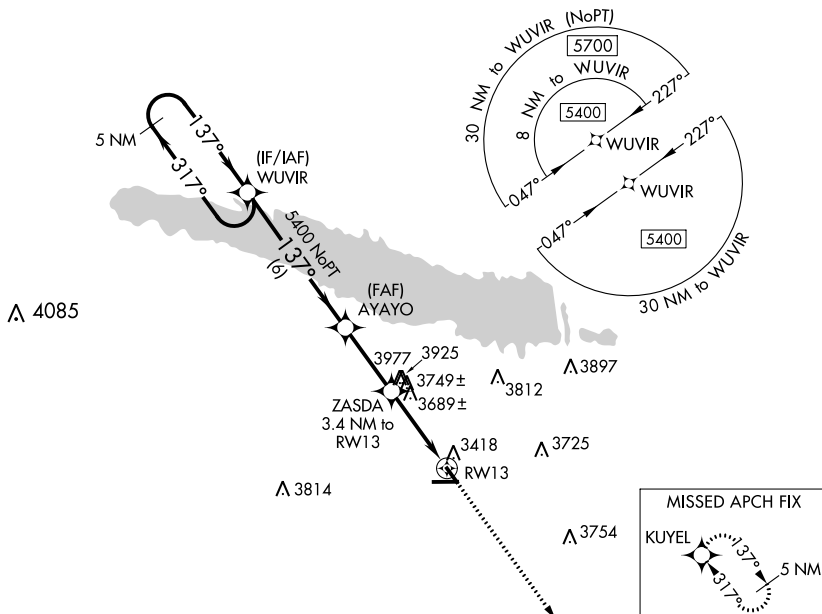 30 NM to WUVIR (NoPT)
5700
8 NM to WUVIR
5400
227°
WUVIR
047°
227°
WUVIR
047°
5400
30 NM to WUVIR
5 NM
137°
317°
(IF/IAF)
WUVIR
5400 NoPT
137°
(6)
(FAF)
AYAYO
4085
3977
3925
3749±
3689±
3812
3897
ZASDA
3.4 NM to
RW13
3418
3725
RW13
3814
3754
MISSED APCH FIX
KUYEL
137°
317°
5 NM